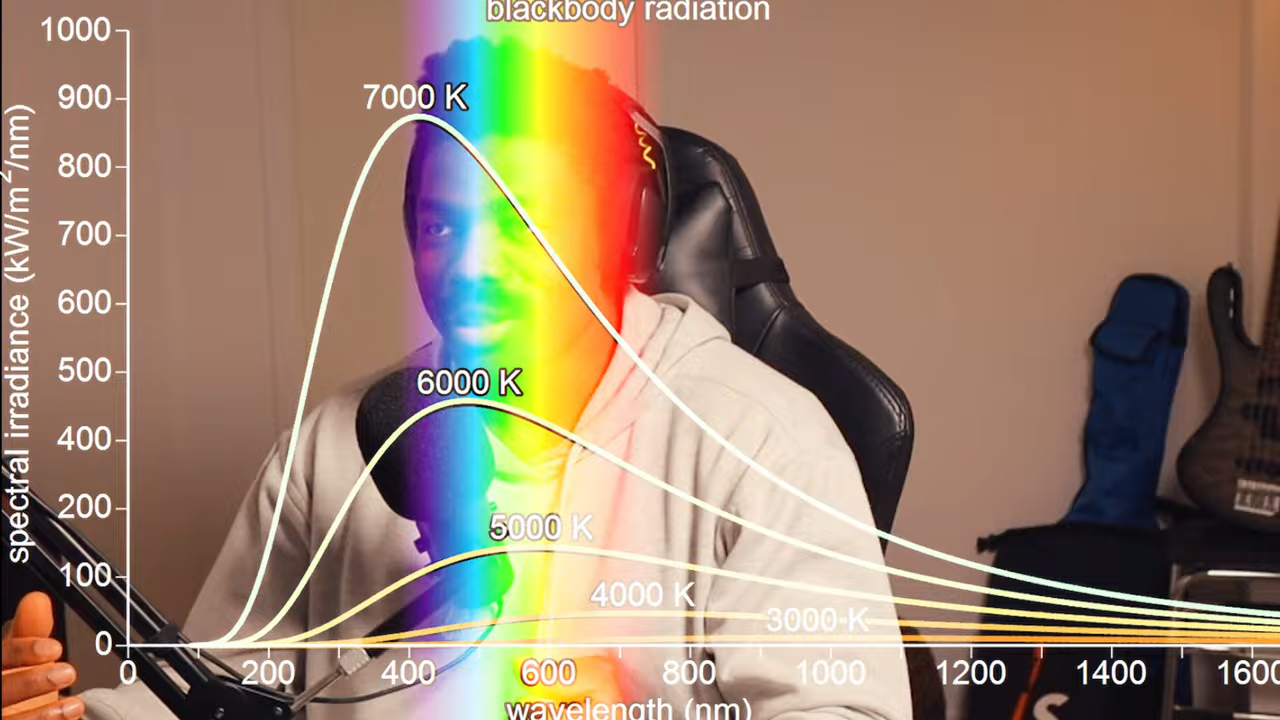 blackbody radiation
1000
900
800
700
600
500
400
200
100
0
spectral irradiance (kW/m²/nm)
7000 K
6000 K
5000 K
4000 K
3000 K
0 200 400 600 800 1000 1200 1400 1600
wavelength (nm)